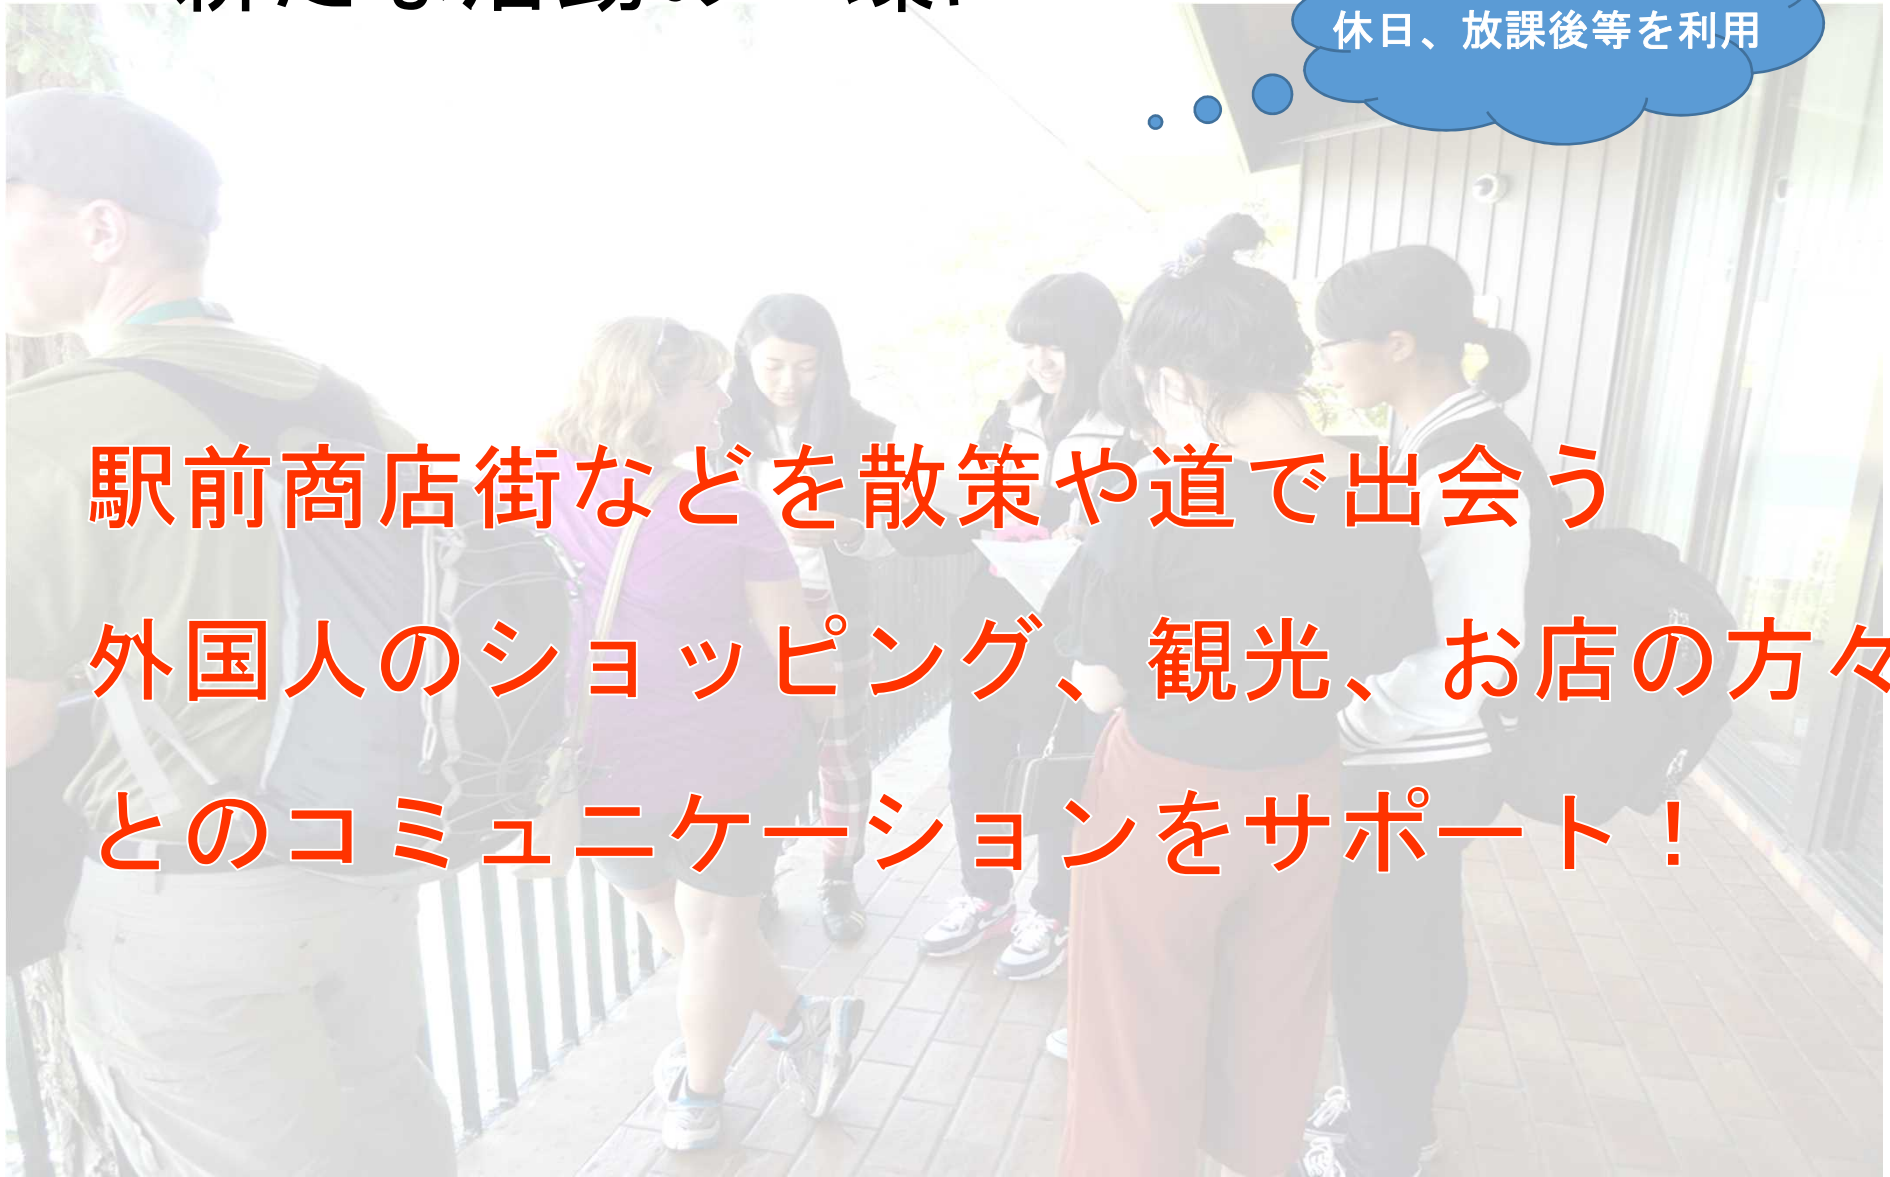 休日、放課後等を利用
駅前商店街などを散策や道で出会う
外国人のショッピング、観光、お店の方々
とのコミュニケーションをサポート！